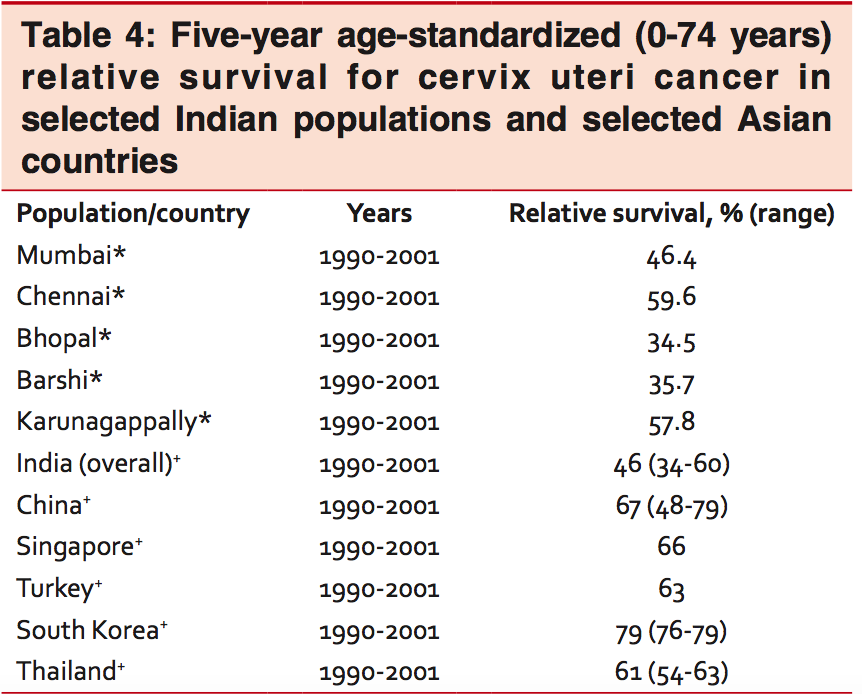 Table 4: Five-year age-standardized (0-74 years)
relative survival for cervix uteri cancer in
selected Indian populations and selected Asian
countries
Population/country Years Relative survival, % (range)
Mumbai* 1990-2001 46.4
Chennai* 1990-2001 59.6
Bhopal* 1990-2001 34.5
Barshi* 1990-2001 35.7
Karunagappally* 1990-2001 57.8
India (overall)+ 1990-2001 46 (34-60)
China+ 1990-2001 67 (48-79)
Singapore+ 1990-2001 66
Turkey+ 1990-2001 63
South Korea+ 1990-2001 79 (76-79)
Thailand+ 1990-2001 61 (54-63)